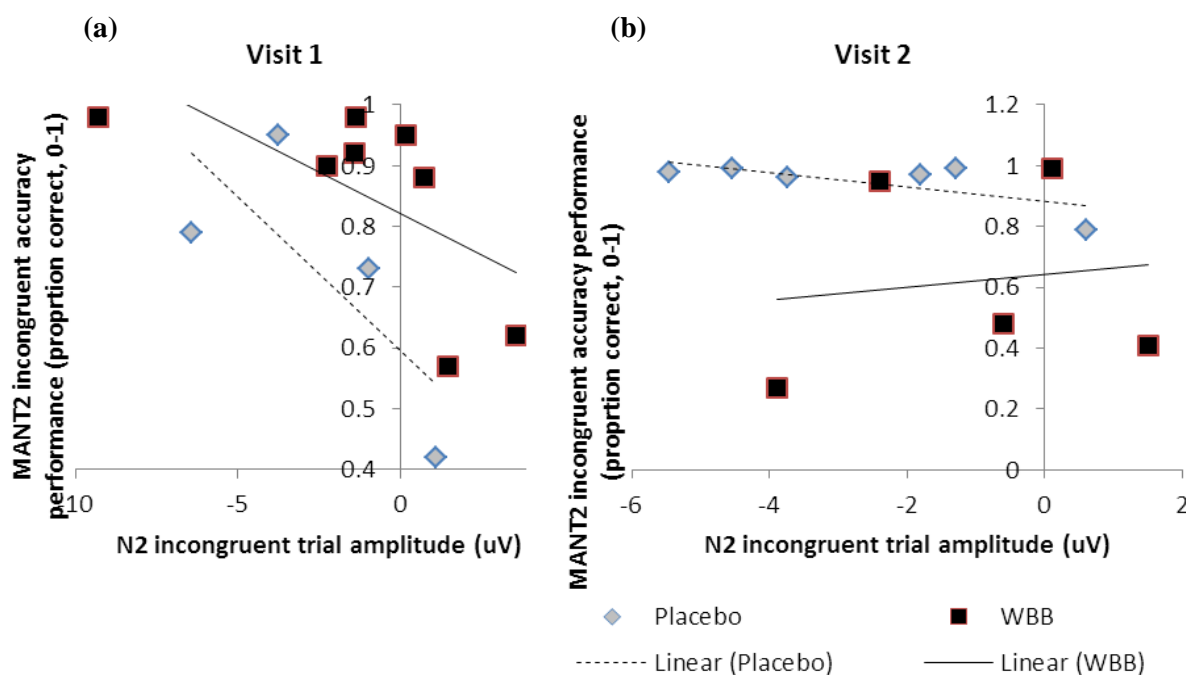 (a)
Visit 1
MANT2 incongruent accuracy
performance (proprtion correct, 0-1)
1
0.9
0.8
0.7
0.6
0.5
0.4
-10
-5
0
N2 incongruent trial amplitude (uV)
(b)
Visit 2
MANT2 incongruent accuracy performance
(proprtion correct, 0-1)
1.2
1
0.8
0.6
0.4
0.2
0
-6
-4
-2
0
2
N2 incongruent trial amplitude (uV)
Placebo
WBB
Linear (Placebo)
Linear (WBB)